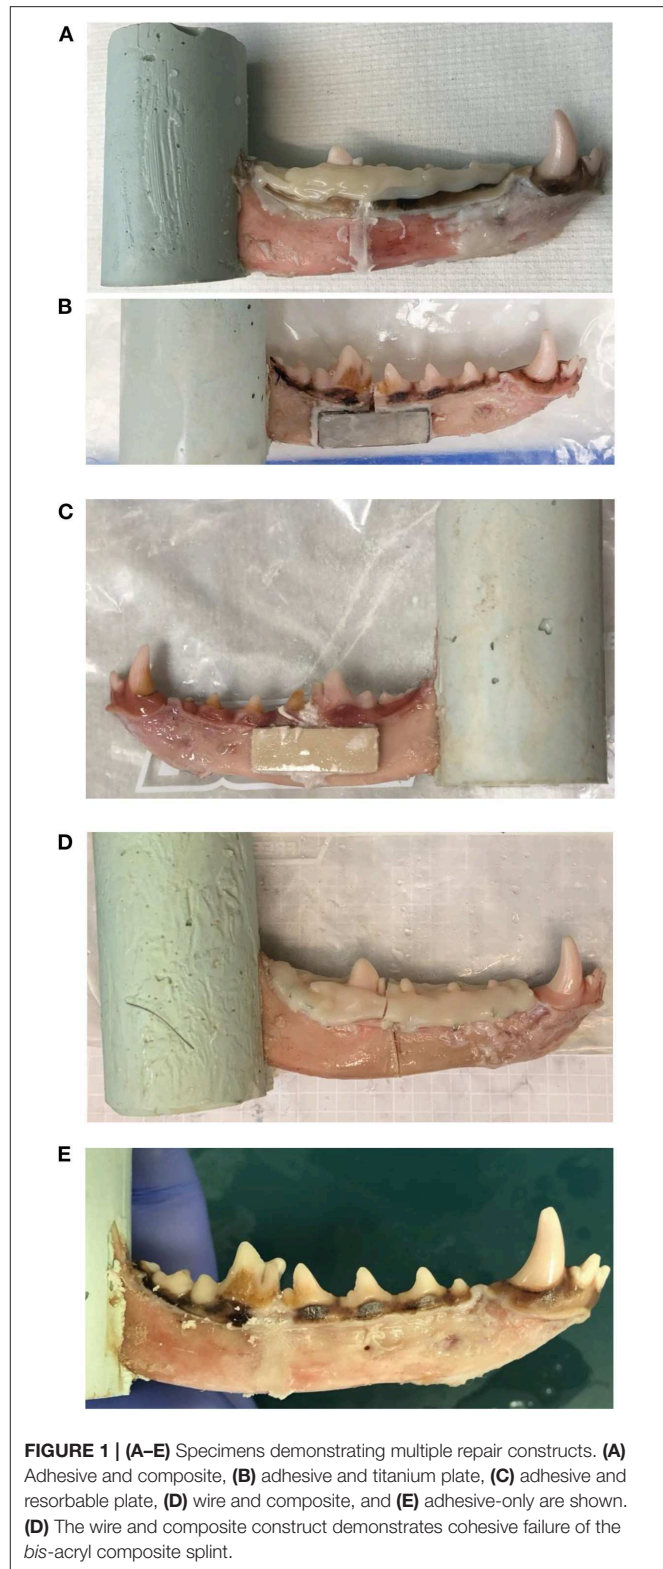 A
B
C
D
E
FIGURE 1 | (A–E) Specimens demonstrating multiple repair constructs. (A)
Adhesive and composite, (B) adhesive and titanium plate, (C) adhesive and
resorbable plate, (D) wire and composite, and (E) adhesive-only are shown.
(D) The wire and composite construct demonstrates cohesive failure of the
bis-acryl composite splint.